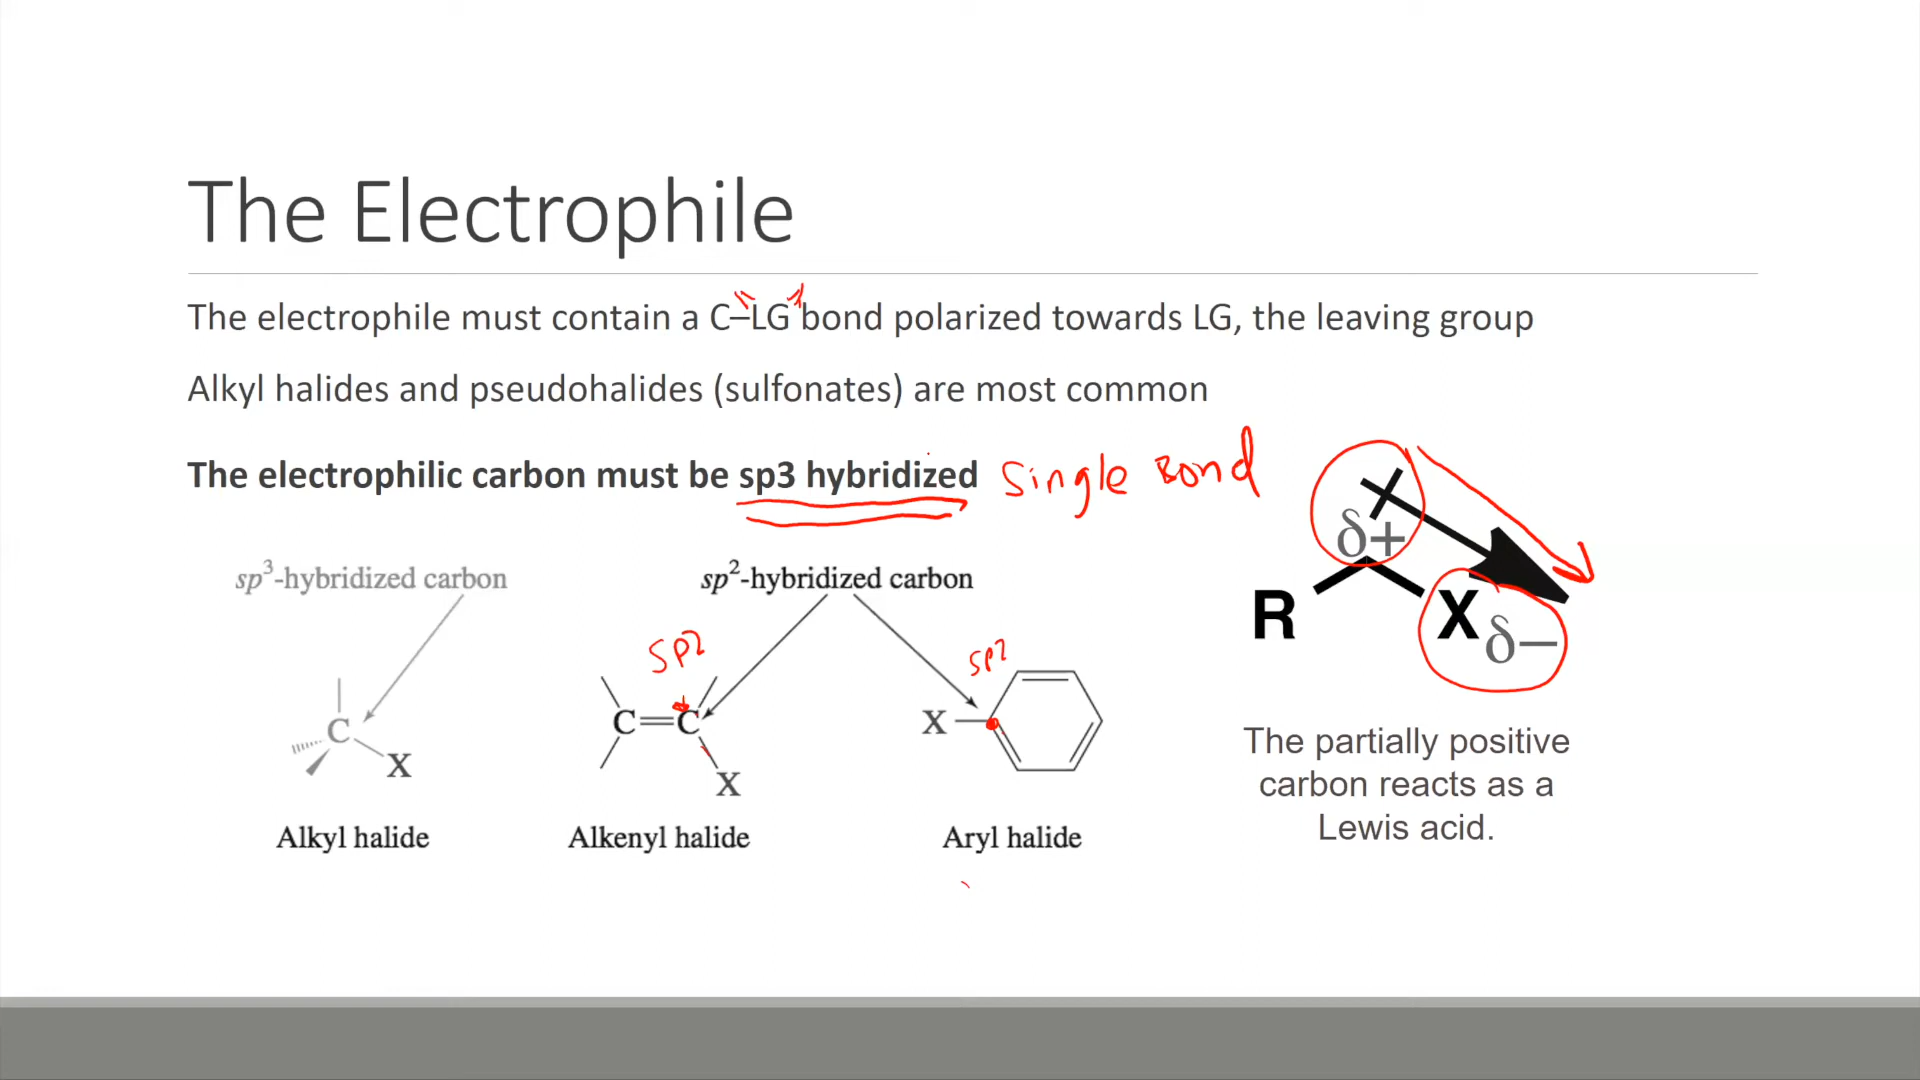 The Electrophile
The electrophile must contain a C–LG bond polarized towards LG, the leaving group
Alkyl halides and pseudohalides (sulfonates) are most common
The electrophilic carbon must be sp3 hybridized Single Bond
sp³-hybridized carbon
sp²-hybridized carbon
SP2
SP2
C
X
C=C
X
X
δ+
R
X δ−
Alkyl halide
Alkenyl halide
Aryl halide
The partially positive
carbon reacts as a
Lewis acid.